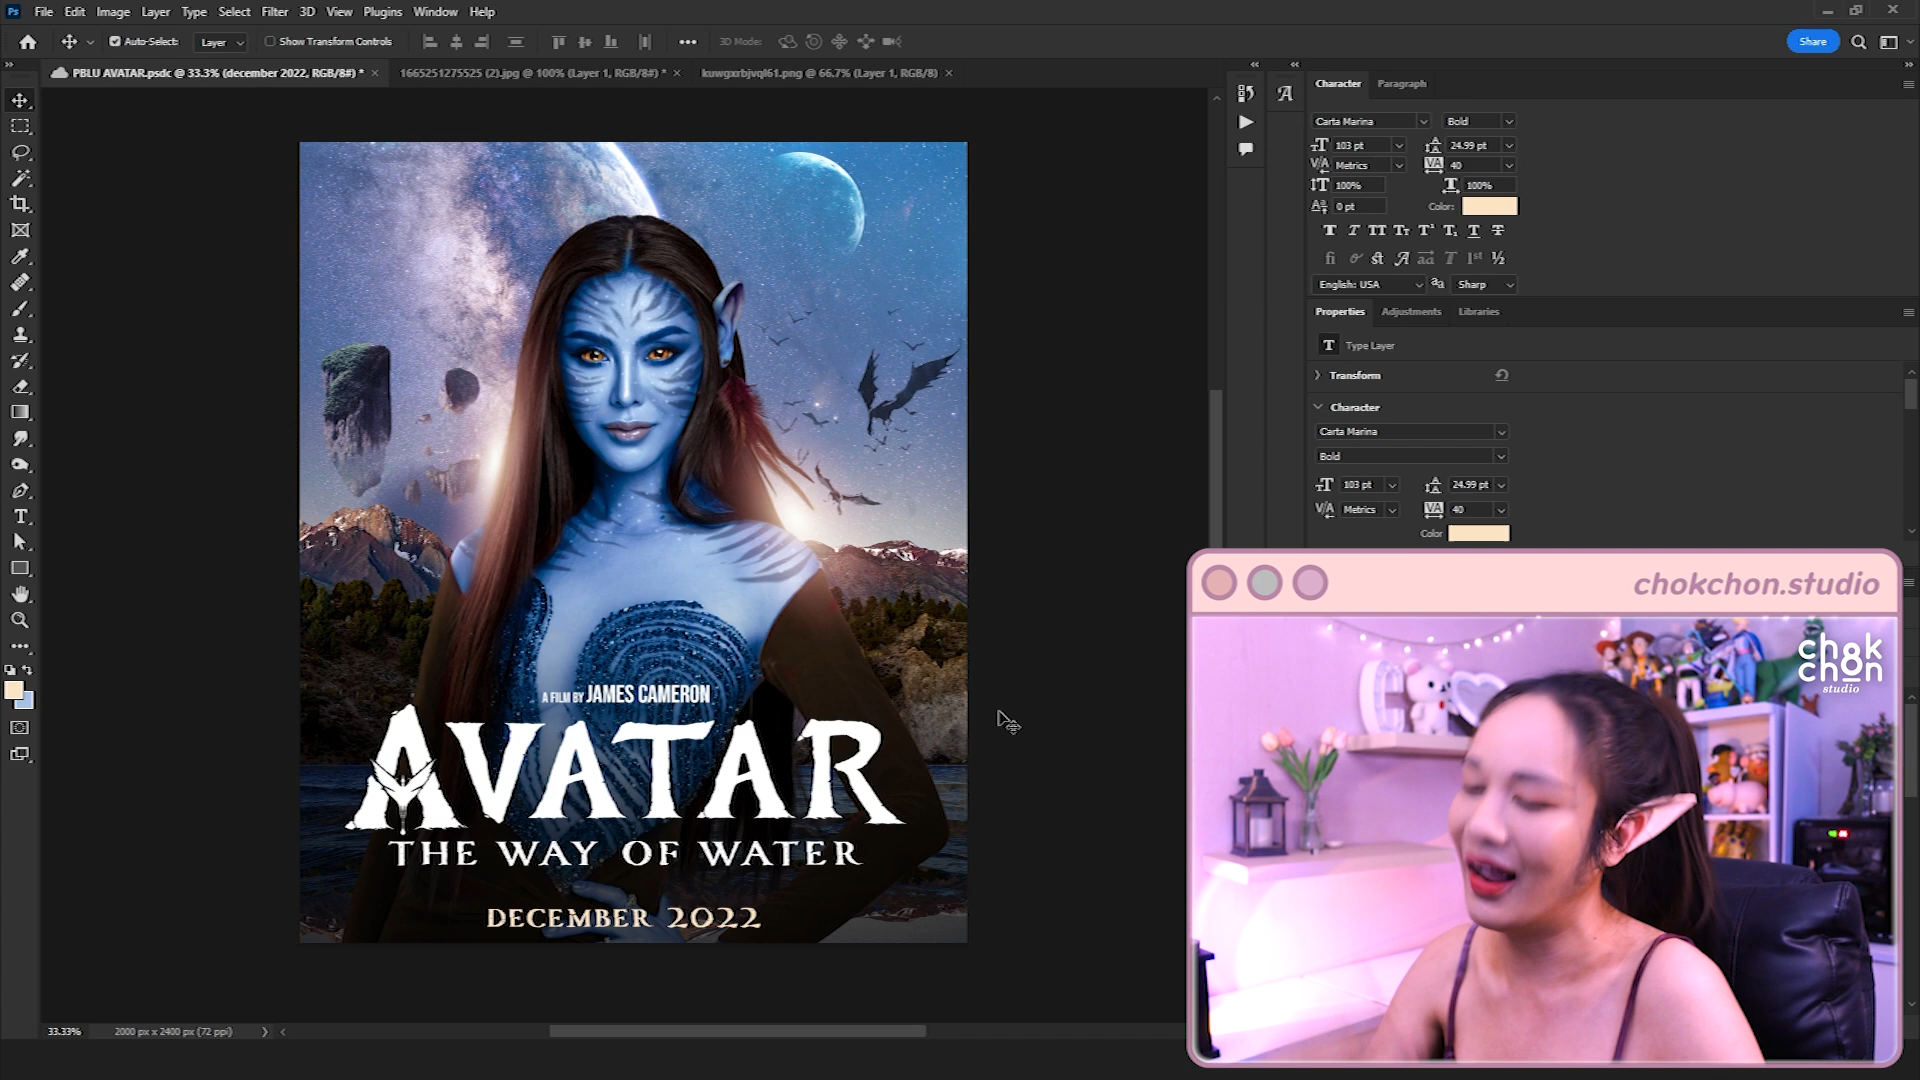 Ps File Edit Image Layer Type Select Filter 3D View Plugins Window Help
Auto-Select: Layer Show Transform Controls 3D Mode: Share
PBLU AVATAR.psdc @ 33.3% (december 2022, RGB/8#) * 1665251275525 (2).jpg @ 100% (Layer 1, RGB/8#) * kuwgxrbjvql61.png @ 66.7% (Layer 1, RGB/8)
Character Paragraph
Carta Marina Bold
103 pt 24.99 pt
Metrics 40
100% 100%
0 pt Color:
English: USA Sharp
Properties Adjustments Libraries
Type Layer
Transform
Character
Carta Marina
Bold
103 pt 24.99 pt
Metrics 40
Color
A FILM BY JAMES CAMERON
AVATAR
THE WAY OF WATER
DECEMBER 2022
chokchon.studio
chok
chon
studio
33.33% 2000 px x 2400 px (72 ppi)